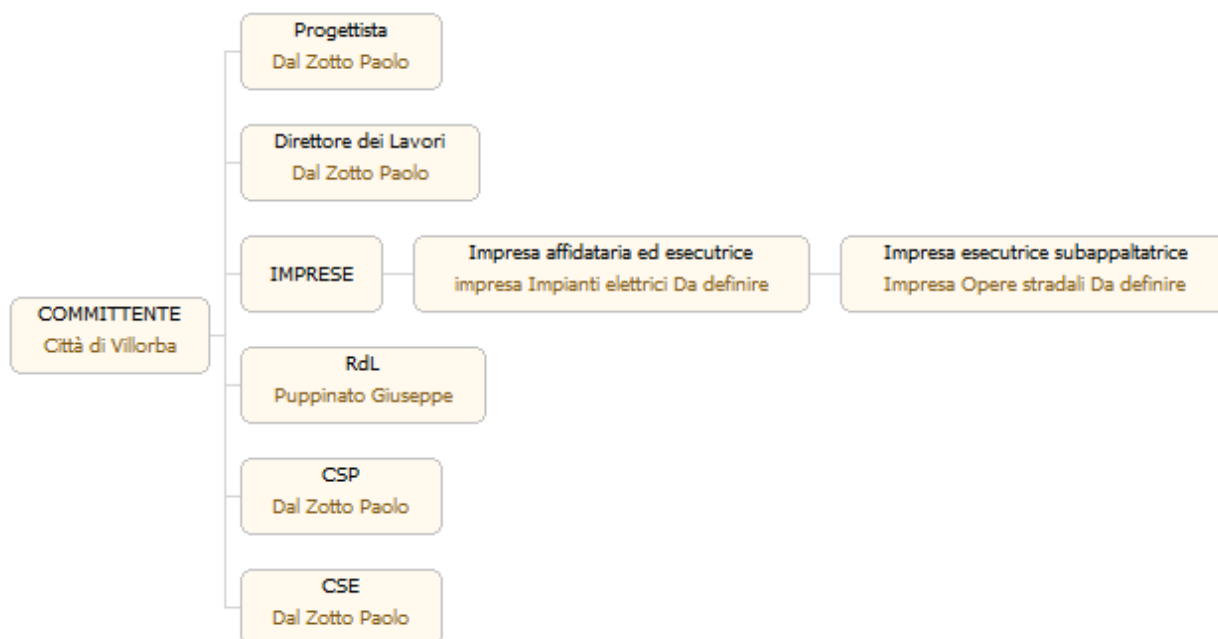 Progettista
Dal Zotto Paolo
Direttore dei Lavori
Dal Zotto Paolo
IMPRESE
Impresa affidataria ed esecutrice
impresa Impianti elettrici Da definire
Impresa esecutrice subappaltatrice
Impresa Opere stradali Da definire
COMMITTENTE
Città di Villorba
RdL
Puppinato Giuseppe
CSP
Dal Zotto Paolo
CSE
Dal Zotto Paolo